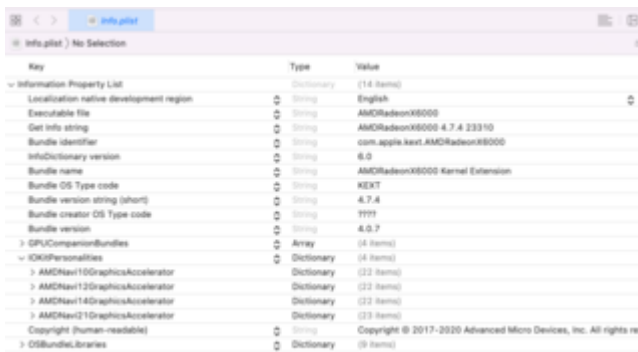 Info.plist
Info.plist 〉 No Selection
Key Type Value
Information Property List Dictionary (14 items)
Localization native development region String English
Executable file String AMDRadeonX6000
Get Info string String AMDRadeonX6000 4.7.4 23310
Bundle identifier String com.apple.kext.AMDRadeonX6000
InfoDictionary version String 6.0
Bundle name String AMDRadeonX6000 Kernel Extension
Bundle OS Type code String KEXT
Bundle version string (short) String 4.7.4
Bundle creator OS Type code String ????
Bundle version String 4.0.7
GPUCompanionBundles Array (4 items)
IOKitPersonalities Dictionary (4 items)
AMDNavi10GraphicsAccelerator Dictionary (22 items)
AMDNavi12GraphicsAccelerator Dictionary (22 items)
AMDNavi14GraphicsAccelerator Dictionary (22 items)
AMDNavi21GraphicsAccelerator Dictionary (23 items)
Copyright (human-readable) String Copyright © 2017-2020 Advanced Micro Devices, Inc. All rights re
OSBundleLibraries Dictionary (9 items)